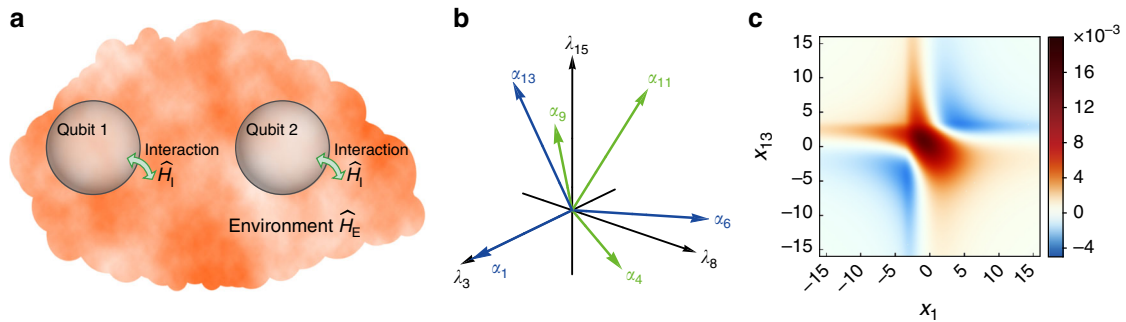 a
Qubit 1
Interaction
Ĥ_I
Qubit 2
Interaction
Ĥ_I
Environment Ĥ_E
b
λ15
α13
α9
α11
α6
λ8
α4
α1
λ3
c
×10⁻³
15
10
5
0
−5
−10
−15
x13
−15
−10
−5
0
5
10
15
x1
16
12
8
4
0
−4